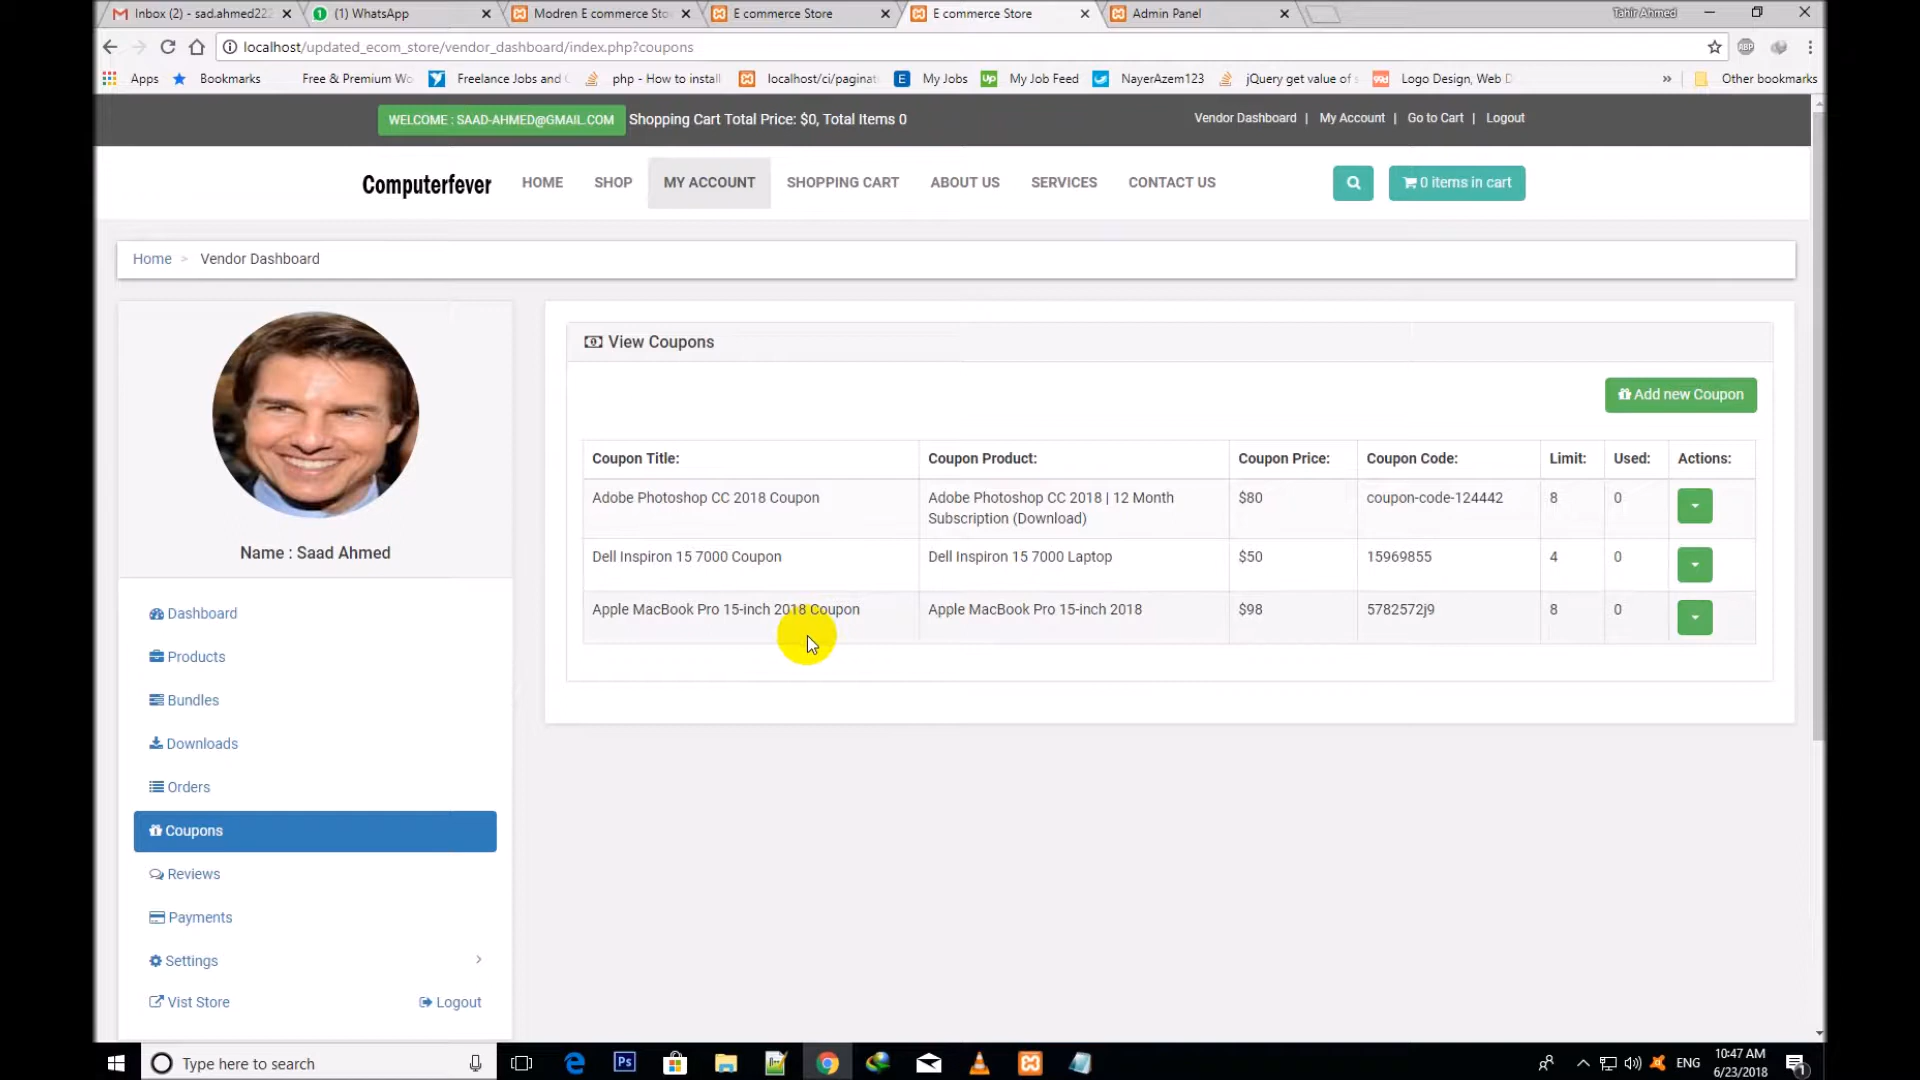 Inbox (2) - sad.ahmed222
(1) WhatsApp
Modren E commerce Sto
E commerce Store
E commerce Store
Admin Panel
Tahir Ahmed
localhost/updated_ecom_store/vendor_dashboard/index.php?coupons
ABP
Apps
Bookmarks
Free & Premium Wo
Freelance Jobs and
php - How to install
localhost/ci/paginat
My Jobs
My Job Feed
NayerAzem123
jQuery get value of s
Logo Design, Web D
»
Other bookmarks
WELCOME : SAAD-AHMED@GMAIL.COM
Shopping Cart Total Price: $0, Total Items 0
Vendor Dashboard | My Account | Go to Cart | Logout
Computerfever
HOME
SHOP
MY ACCOUNT
SHOPPING CART
ABOUT US
SERVICES
CONTACT US
0 items in cart
Home > Vendor Dashboard
Name : Saad Ahmed
Dashboard
Products
Bundles
Downloads
Orders
Coupons
Reviews
Payments
Settings
Vist Store
Logout
View Coupons
Add new Coupon
Coupon Title: Coupon Product: Coupon Price: Coupon Code: Limit: Used: Actions:
Adobe Photoshop CC 2018 Coupon Adobe Photoshop CC 2018 | 12 Month $80 coupon-code-124442 8 0
Subscription (Download)
Dell Inspiron 15 7000 Coupon Dell Inspiron 15 7000 Laptop $50 15969855 4 0
Apple MacBook Pro 15-inch 2018 Coupon Apple MacBook Pro 15-inch 2018 $98 5782572j9 8 0
Type here to search
Ps
ENG
10:47 AM
6/23/2018
1